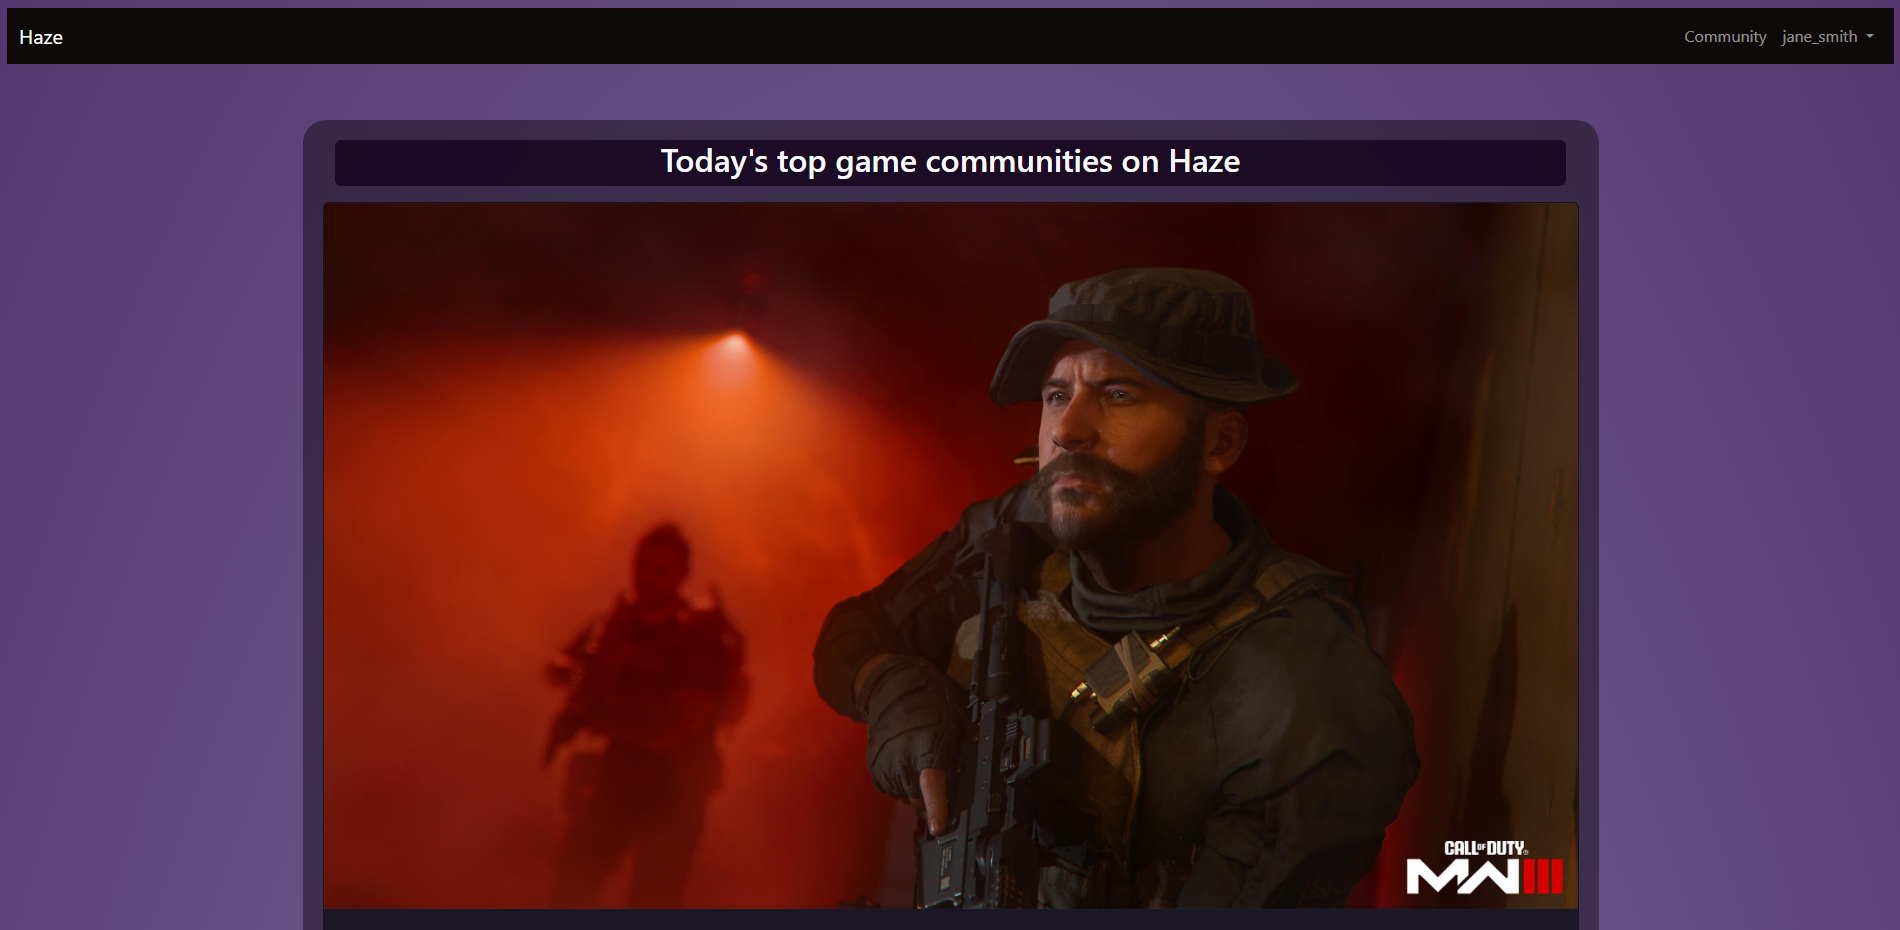 Haze
Community
jane_smith
Today's top game communities on Haze
CALL OF DUTY®
MWIII